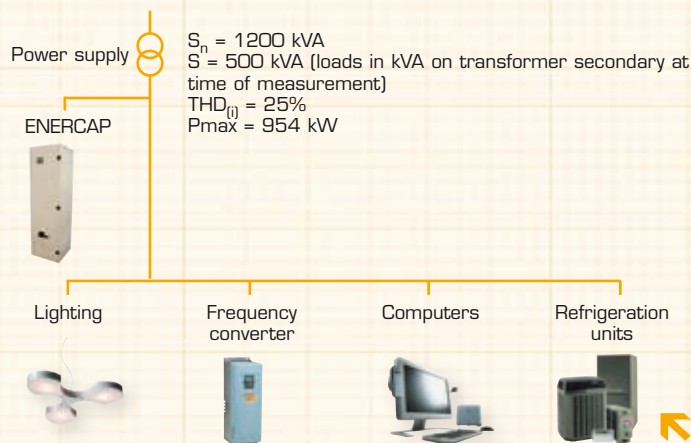 Power supply
Sₙ = 1200 kVA
S = 500 kVA (loads in kVA on transformer secondary at
time of measurement)
THD₍ᵢ₎ = 25%
Pmax = 954 kW
ENERCAP
Lighting
Frequency
converter
Computers
Refrigeration
units